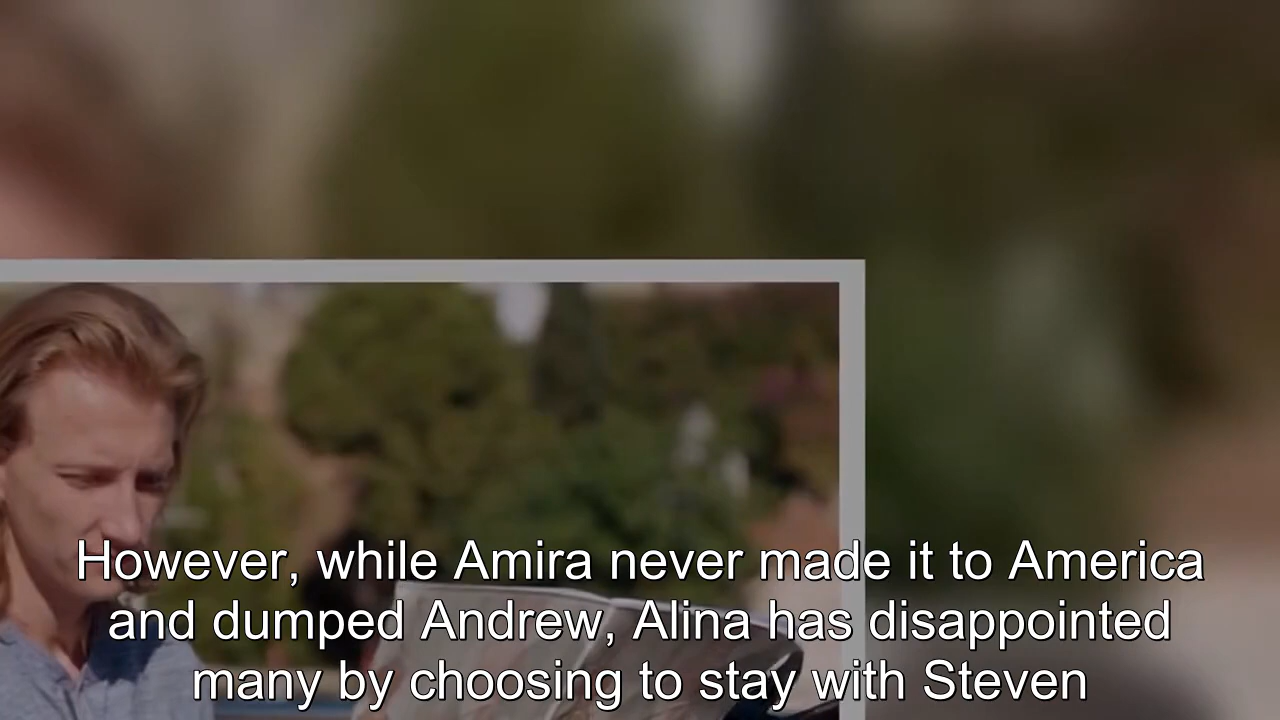 However, while Amira never made it to America
and dumped Andrew, Alina has disappointed
many by choosing to stay with Steven